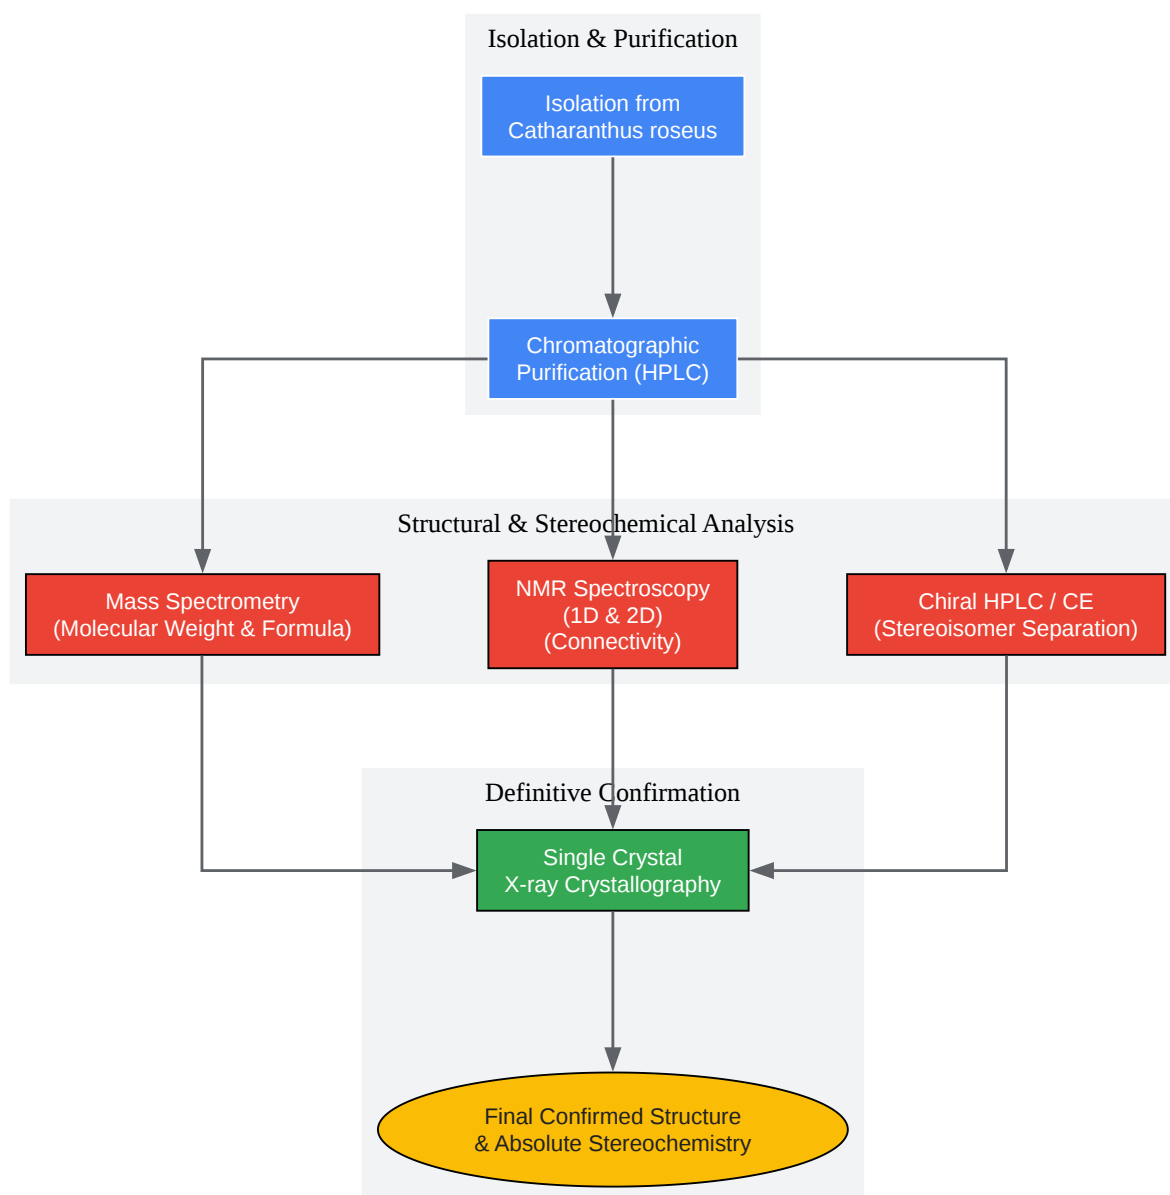 Isolation & Purification
Isolation from
Catharanthus roseus
Chromatographic
Purification (HPLC)
Structural & Stereochemical Analysis
Mass Spectrometry
(Molecular Weight & Formula)
NMR Spectroscopy
(1D & 2D)
(Connectivity)
Chiral HPLC / CE
(Stereoisomer Separation)
Definitive Confirmation
Single Crystal
X-ray Crystallography
Final Confirmed Structure
& Absolute Stereochemistry